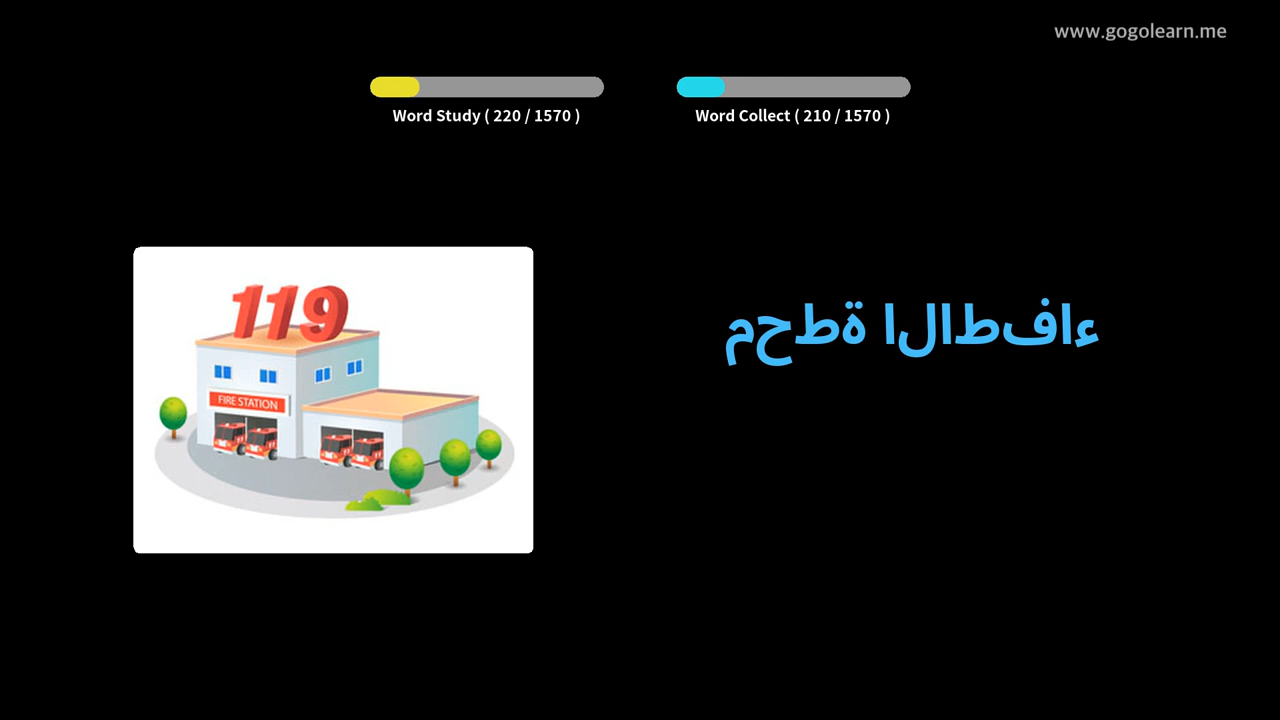 www.gogolearn.me
Word Study ( 220 / 1570 )
Word Collect ( 210 / 1570 )
119
FIRE STATION
محطة الاطفاء